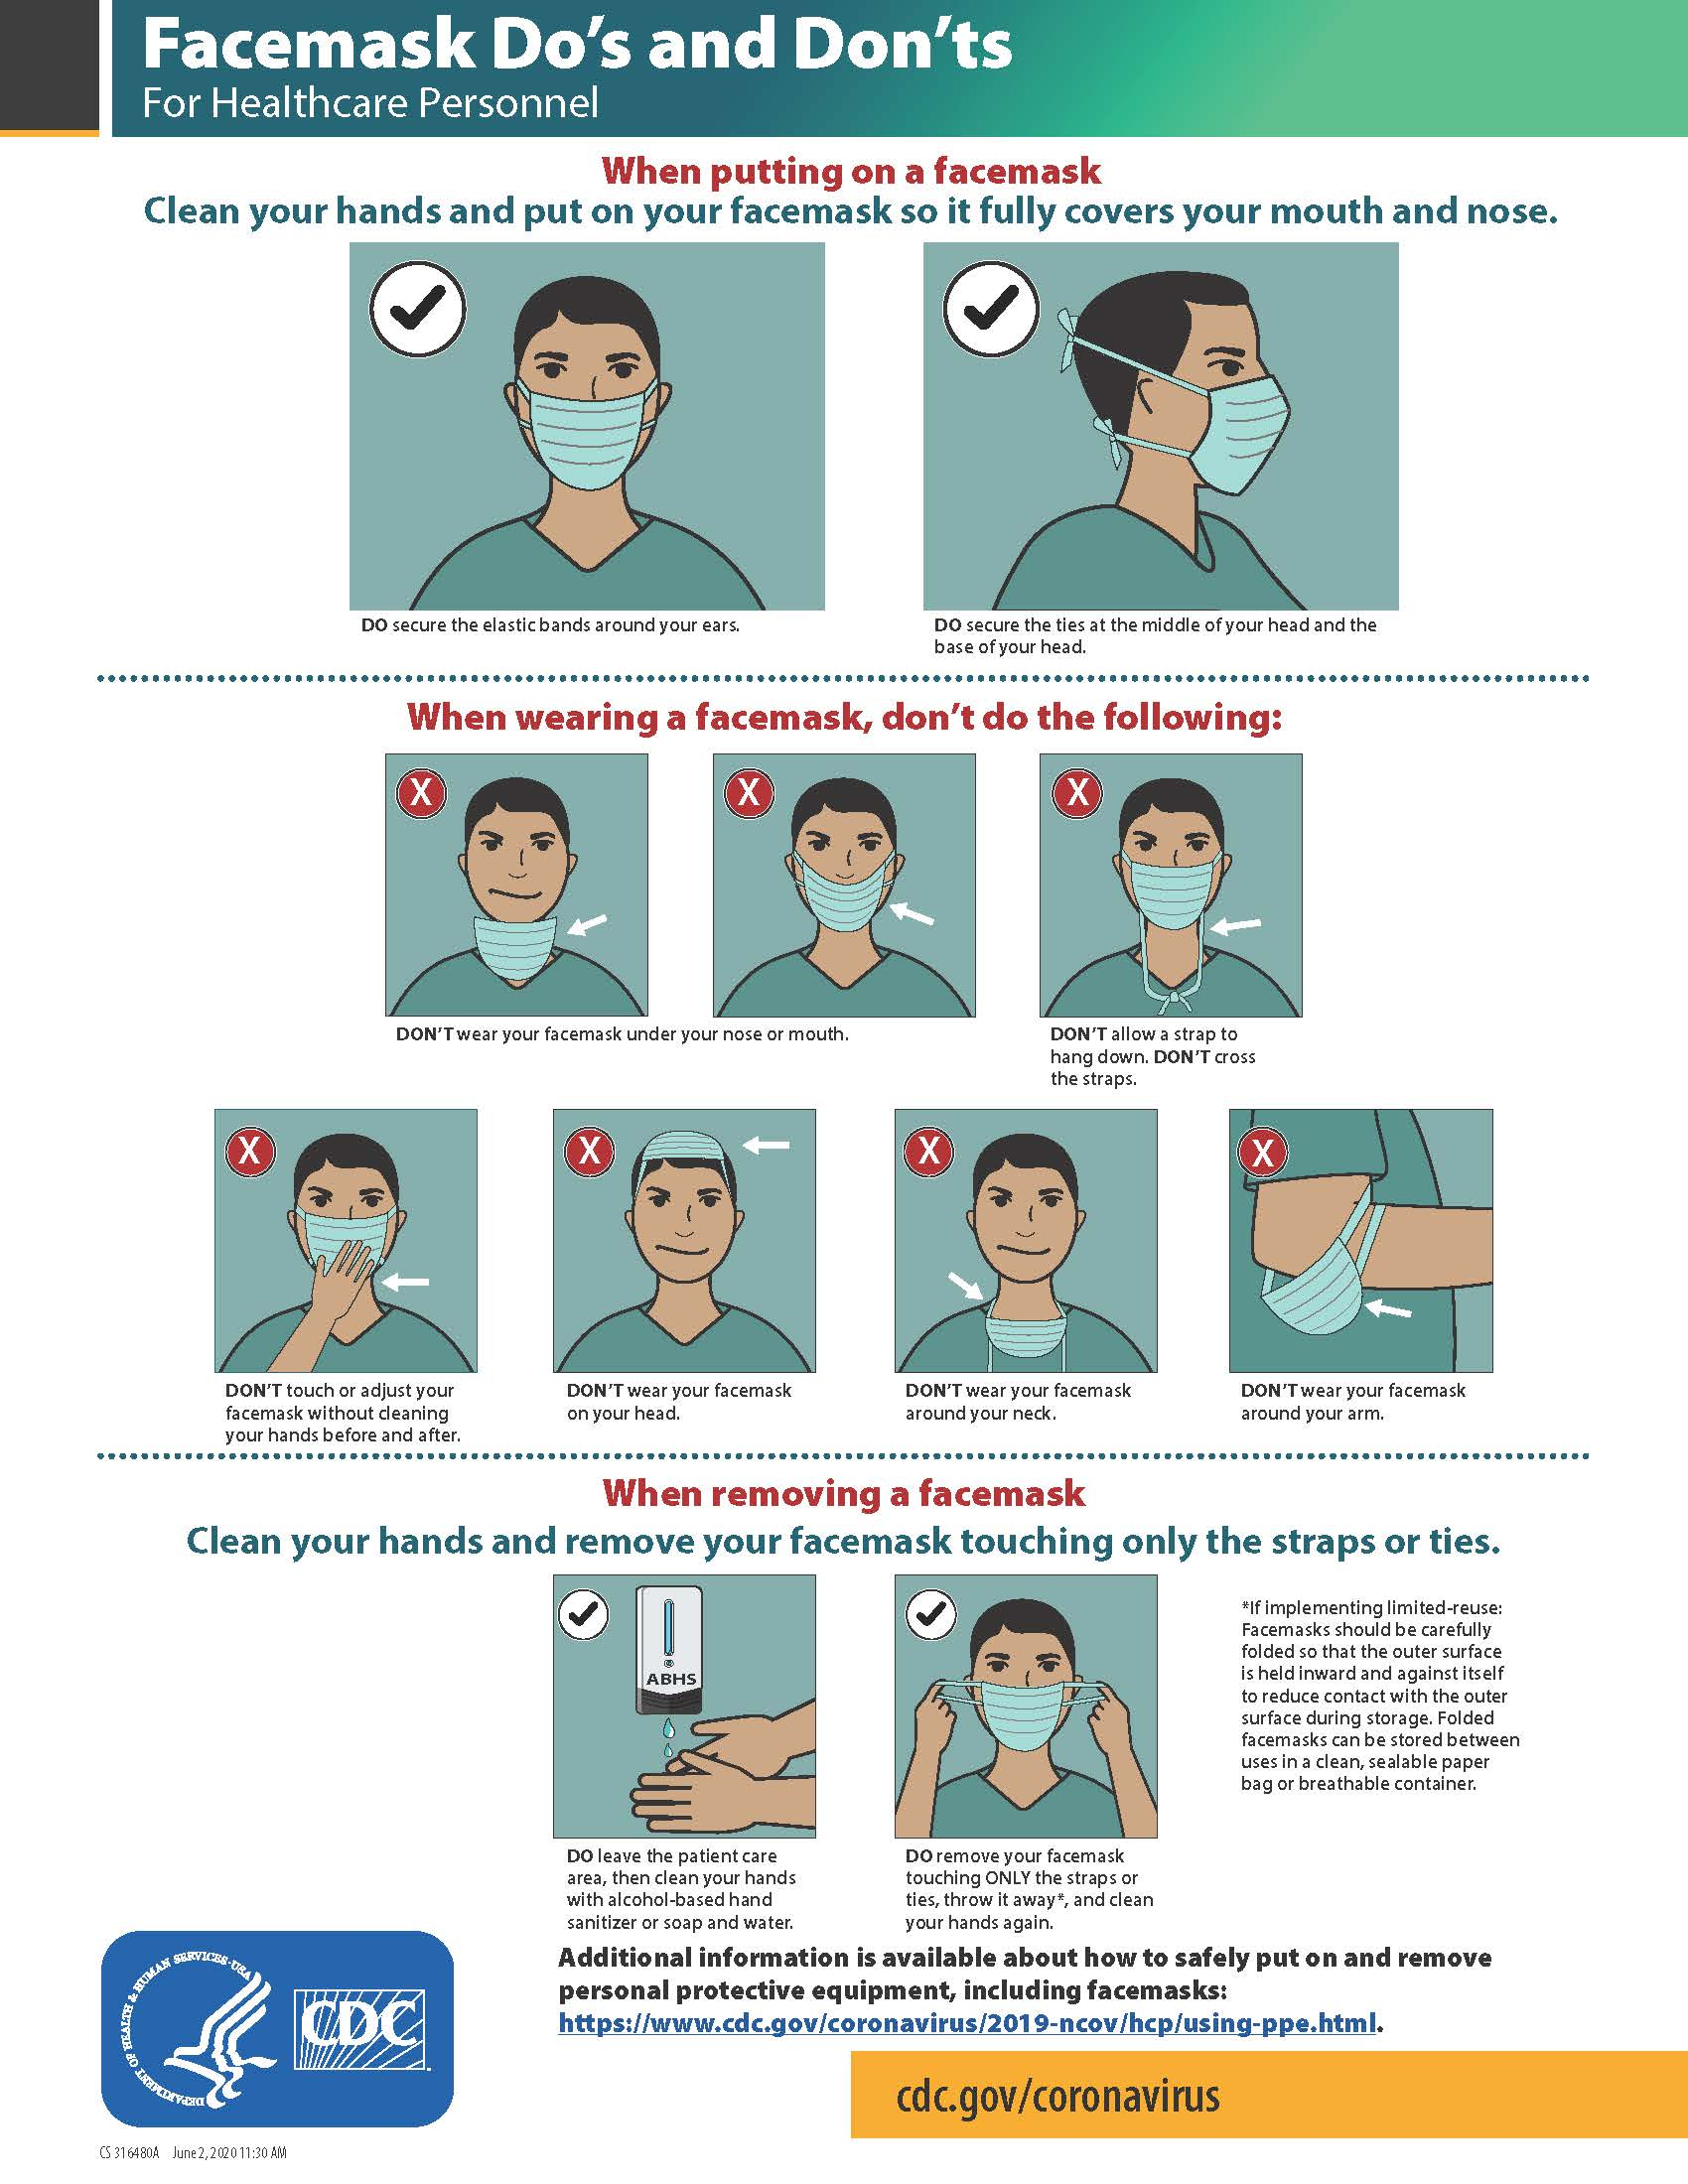 Facemask Do's and Don'ts
For Healthcare Personnel
When putting on a facemask
Clean your hands and put on your facemask so it fully covers your mouth and nose.
DO secure the elastic bands around your ears.
DO secure the ties at the middle of your head and the
base of your head.
When wearing a facemask, don't do the following:
X
X
X
DON'T wear your facemask under your nose or mouth.
DON'T allow a strap to
hang down. DON'T cross
the straps.
X
X
X
X
DON'T touch or adjust your
facemask without cleaning
your hands before and after.
DON'T wear your facemask
on your head.
DON'T wear your facemask
around your neck.
DON'T wear your facemask
around your arm.
When removing a facemask
Clean your hands and remove your facemask touching only the straps or ties.
ABHS
DO leave the patient care
area, then clean your hands
with alcohol-based hand
sanitizer or soap and water.
DO remove your facemask
touching ONLY the straps or
ties, throw it away*, and clean
your hands again.
*If implementing limited-reuse:
Facemasks should be carefully
folded so that the outer surface
is held inward and against itself
to reduce contact with the outer
surface during storage. Folded
facemasks can be stored between
uses in a clean, sealable paper
bag or breathable container.
Additional information is available about how to safely put on and remove
personal protective equipment, including facemasks:
https://www.cdc.gov/coronavirus/2019-ncov/hcp/using-ppe.html.
DEPARTMENT OF HEALTH & HUMAN SERVICES·USA
CDC
cdc.gov/coronavirus
CS 316480A June 2, 2020 11:30 AM